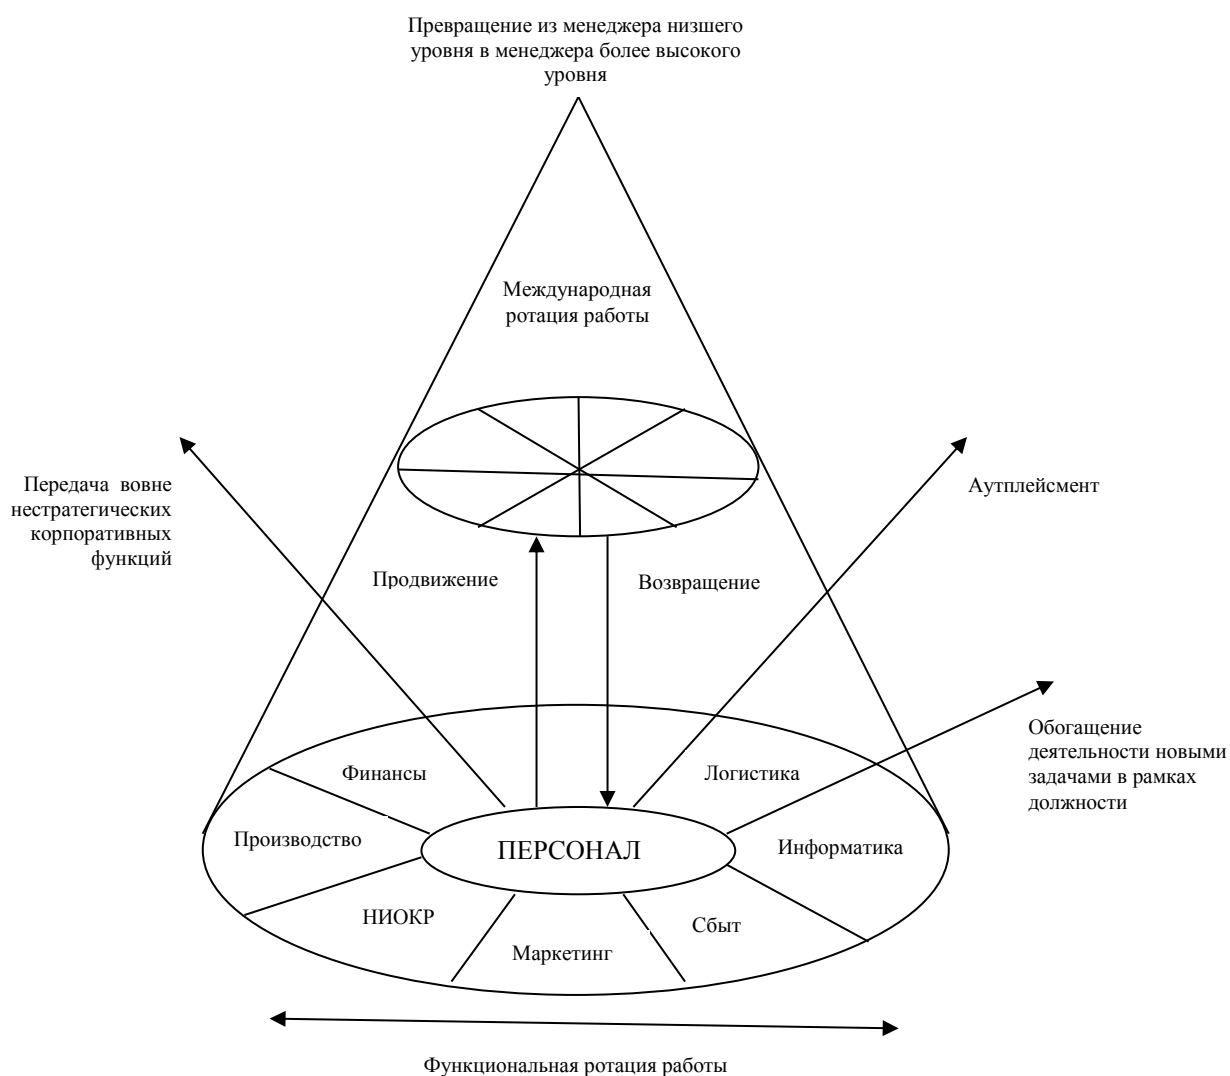 Превращение из менеджера низшего
уровня в менеджера более высокого
уровня
Международная
ротация работы
Передача вовне
нестратегических
корпоративных
функций
Аутплейсмент
Продвижение
Возвращение
Обогащение
деятельности новыми
задачами в рамках
должности
Финансы
Логистика
Производство
ПЕРСОНАЛ
Информатика
НИОКР
Маркетинг
Сбыт
Функциональная ротация работы